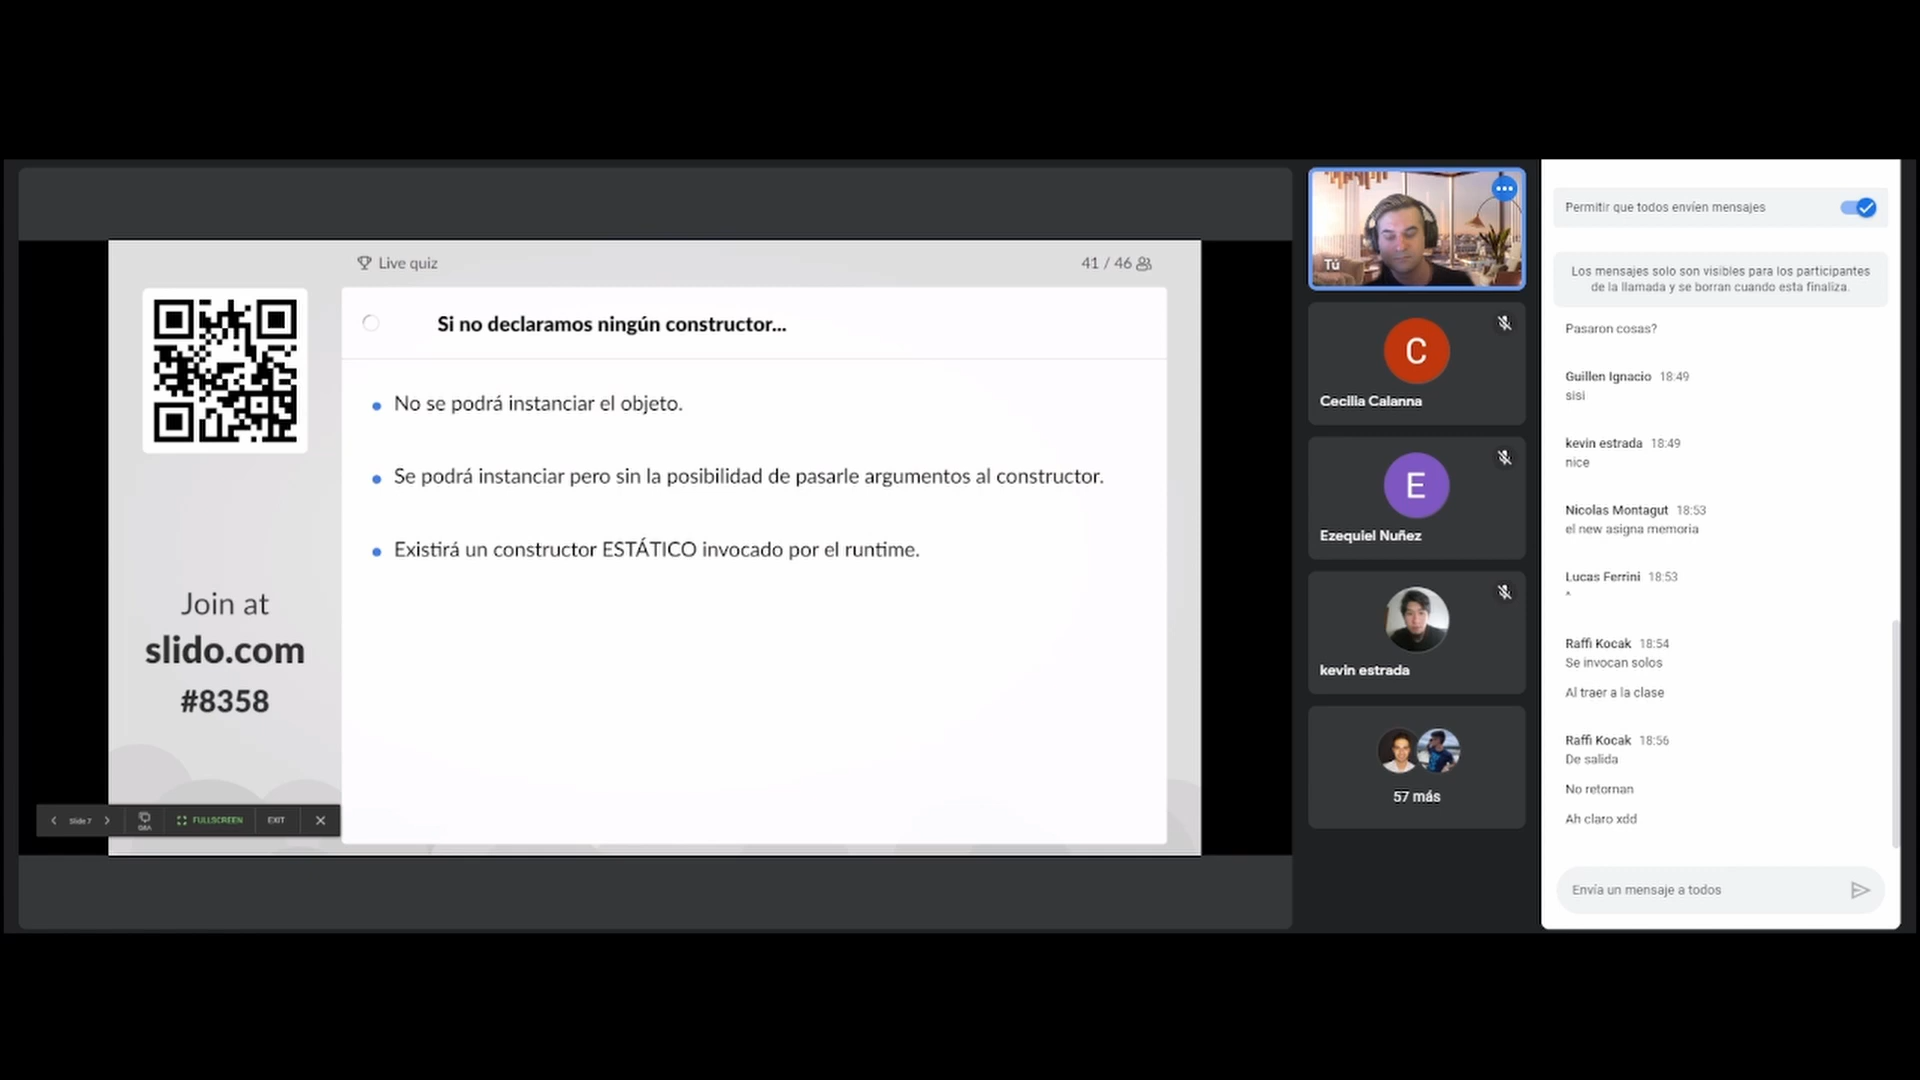 Live quiz
41 / 46
Si no declaramos ningún constructor...
No se podrá instanciar el objeto.
Se podrá instanciar pero sin la posibilidad de pasarle argumentos al constructor.
Existirá un constructor ESTÁTICO invocado por el runtime.
Join at
slido.com
#8358
Slide 7
Q&A
FULLSCREEN
EXIT
Tú
C
Cecilia Calanna
E
Ezequiel Nuñez
kevin estrada
57 más
Permitir que todos envíen mensajes
Los mensajes solo son visibles para los participantes
de la llamada y se borran cuando esta finaliza.
Pasaron cosas?
Guillen Ignacio 18:49
sisi
kevin estrada 18:49
nice
Nicolas Montagut 18:53
el new asigna memoria
Lucas Ferrini 18:53
^
Raffi Kocak 18:54
Se invocan solos
Al traer a la clase
Raffi Kocak 18:56
De salida
No retornan
Ah claro xdd
Envía un mensaje a todos